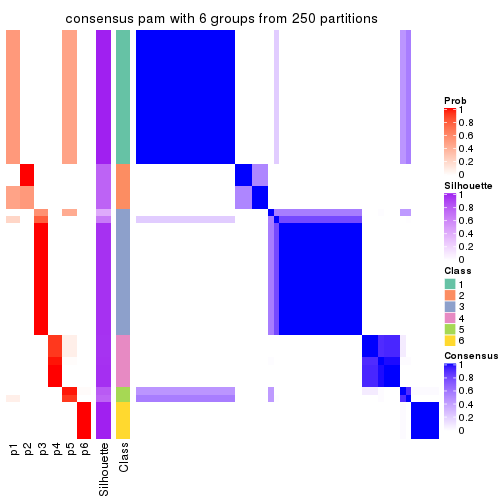 consensus pam with 6 groups from 250 partitions
Prob
1
0.8
0.6
0.4
0.2
0
Silhouette
1
0.8
0.6
0.4
0.2
0
Class
1
2
3
4
5
6
Consensus
1
0.8
0.6
0.4
0.2
0
p1
p2
p3
p4
p5
p6
Silhouette
Class